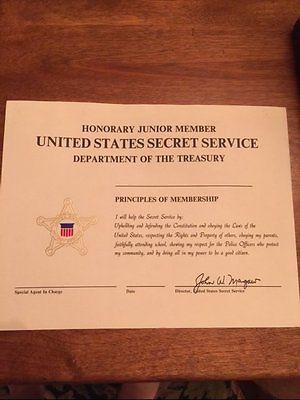 HONORARY JUNIOR MEMBER
UNITED STATES SECRET SERVICE
DEPARTMENT OF THE TREASURY
PRINCIPLES OF MEMBERSHIP
I will help the Secret Service by:
Upholding and defending the Constitution and obeying the Laws of the
United States, respecting the Rights and Property of others, obeying my parents,
faithfully attending school, showing my respect for the Police Officers who protect
my community, and by doing all in my power to be a good citizen.
John W. Magaw
Special Agent In Charge
Date
Director, United States Secret Service